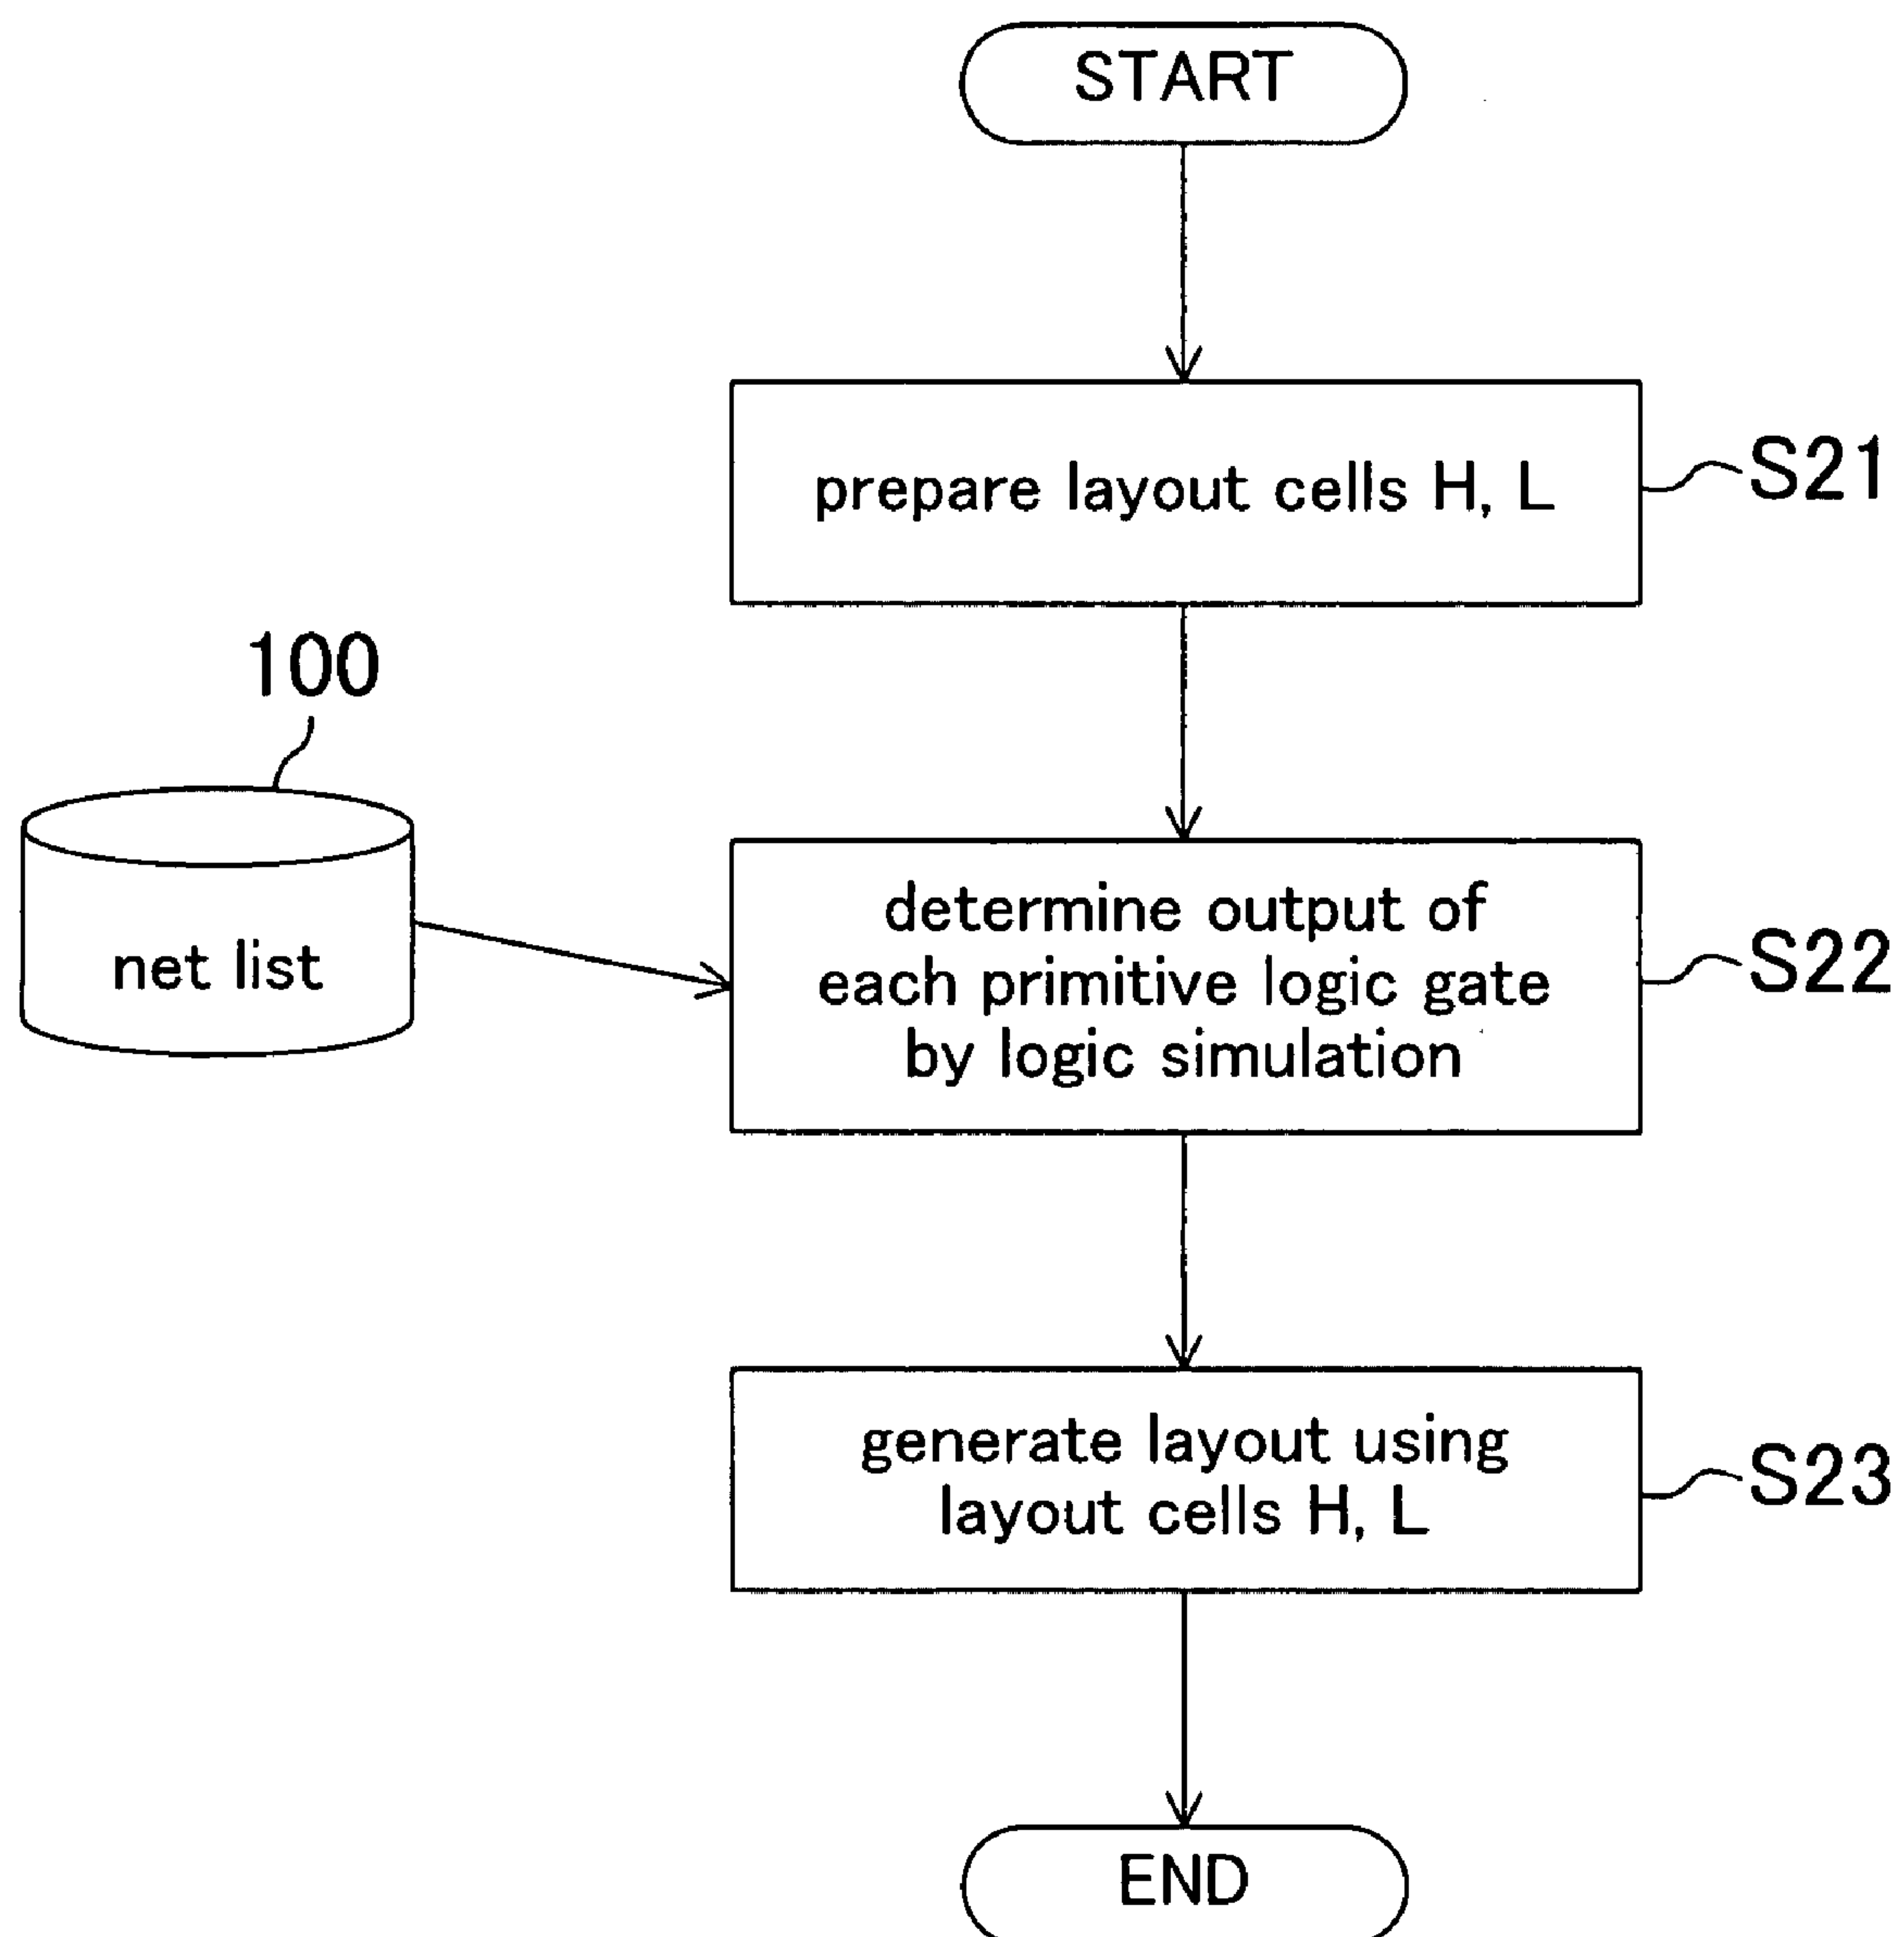 START
prepare layout cells H, L
S21
100
net list
determine output of
each primitive logic gate
by logic simulation
S22
generate layout using
layout cells H, L
S23
END